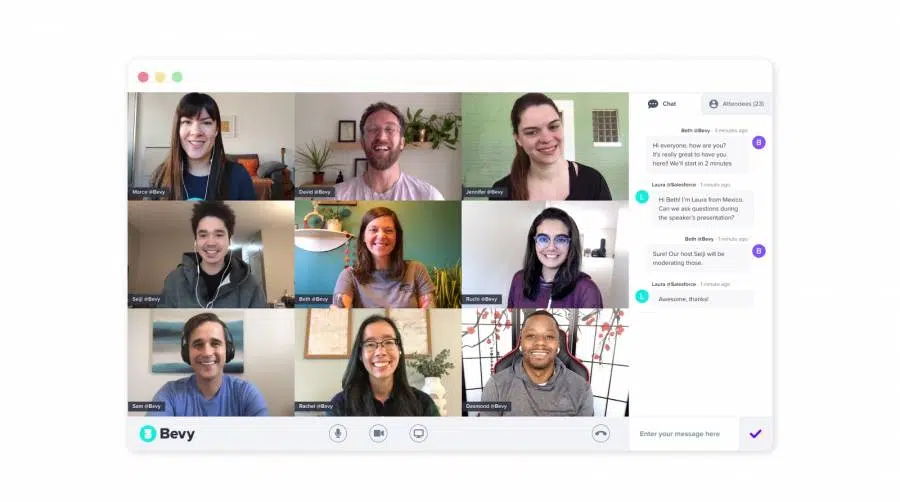 Chat
Attendees (23)
Marce @Bevy
David @Bevy
Jennifer @Bevy
Seiji @Bevy
Beth @Bevy
Ruchi @Bevy
Sam @Bevy
Rachel @Bevy
Desmond @Bevy
Beth @Bevy · 3 minutes ago
Hi everyone, how are you?
It's really great to have you
here!! We'll start in 2 minutes
B
Laura @Salesforce · 1 minute ago
L
Hi Beth! I'm Laura from Mexico.
Can we ask questions during
the speaker's presentation?
Beth @Bevy · 1 minute ago
Sure! Our host Seiji will be
moderating those.
B
Laura @Salesforce · 1 minute ago
L
Awesome, thanks!
Bevy
Enter your message here